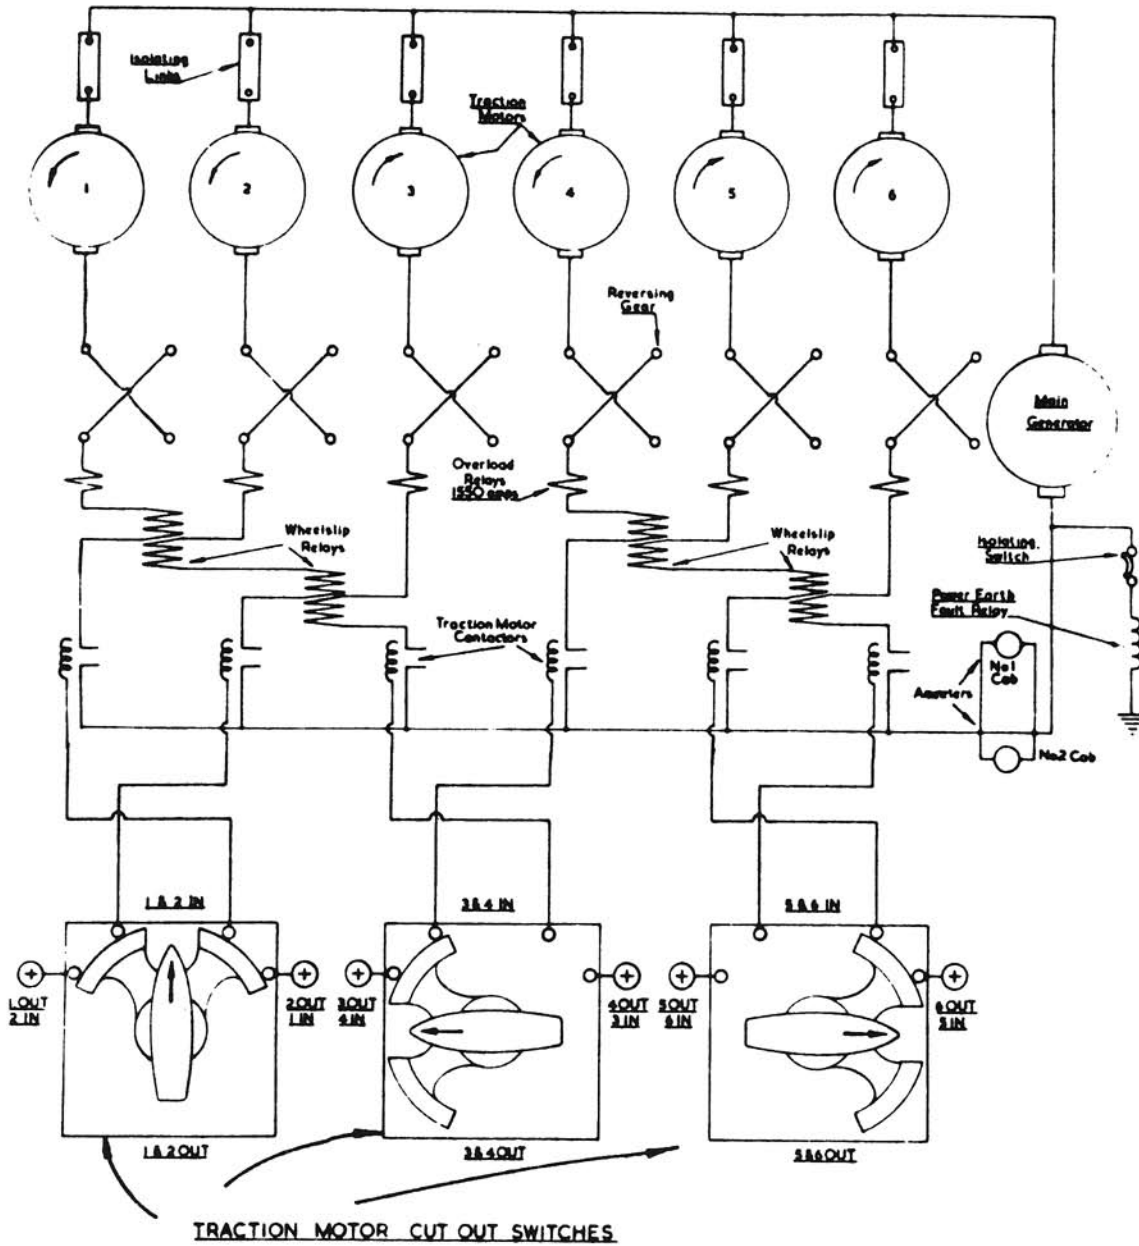 Isolating
Links
Traction
Motors
1
2
3
4
5
6
Reversing
Gear
Main
Generator
Overload
Relays
1550 amps
Wheelslip
Relays
Wheelslip
Relays
Isolating
Switch
Power Earth
Fault Relay
Traction Motor
Contactors
No1
Cab
Ameters
No.2 Cab
1 & 2 IN
3 & 4 IN
5 & 6 IN
1 OUT
2 IN
2 OUT
1 IN
3 OUT
4 IN
4 OUT
3 IN
5 OUT
6 IN
6 OUT
5 IN
1 & 2 OUT
3 & 4 OUT
5 & 6 OUT
TRACTION MOTOR CUT OUT SWITCHES